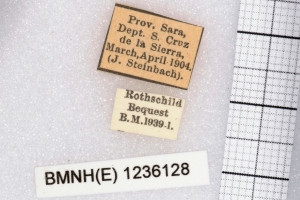 Prov. Sara,
Dept. S. Cruz
de la Sierra,
March, April 1904.
(J. Steinbach).
Rothschild
Bequest
B.M.1939-1.
BMNH(E) 1236128